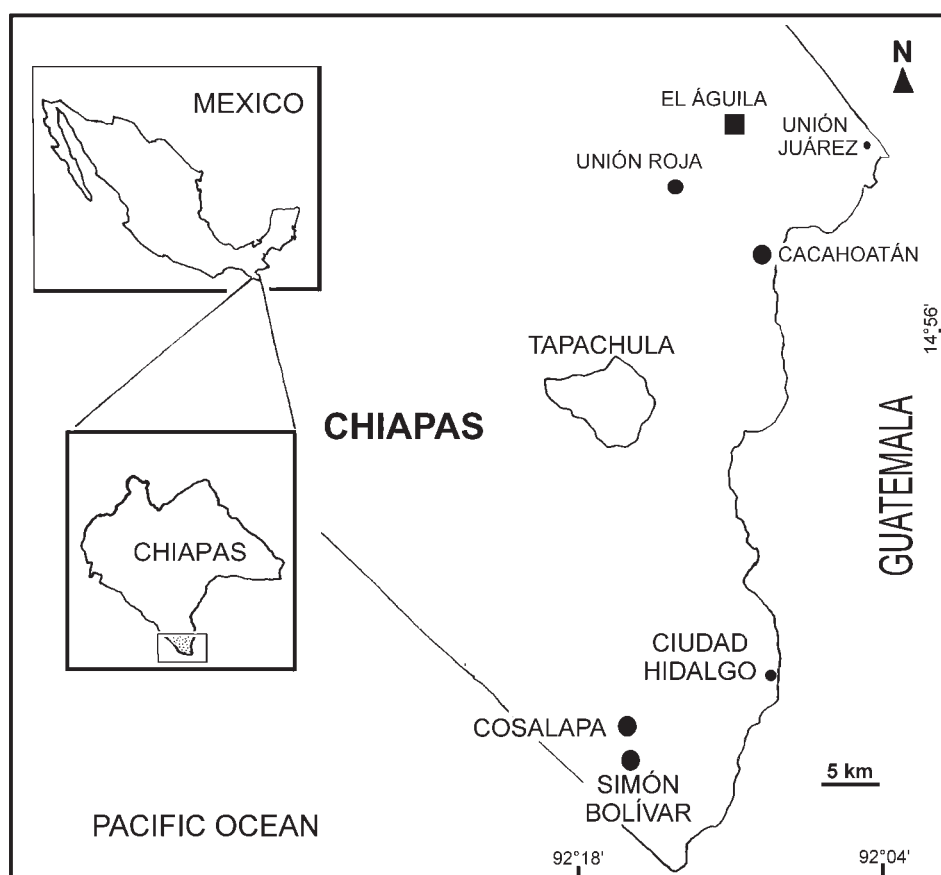 MEXICO
N
EL ÁGUILA
UNIÓN
JUÁREZ
UNIÓN ROJA
CACAHOATÁN
14°56'
TAPACHULA
CHIAPAS
GUATEMALA
CHIAPAS
CIUDAD
HIDALGO
COSALAPA
SIMÓN
BOLÍVAR
5 km
PACIFIC OCEAN
92°18'
92°04'